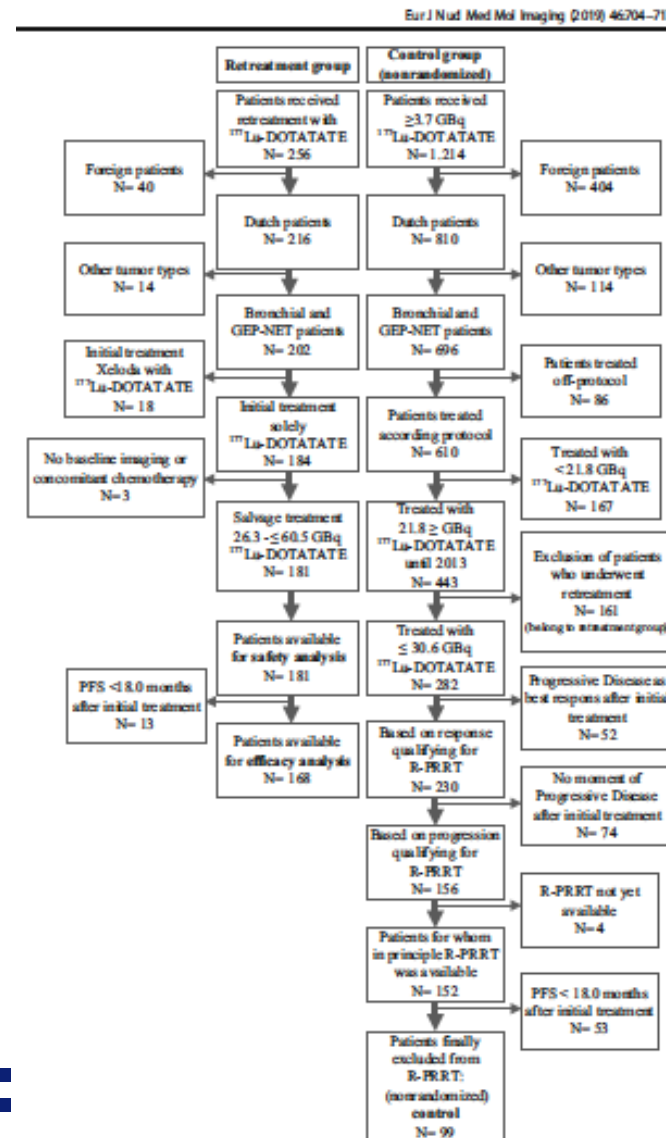 Eur J Nucl Med Mol Imaging (2019) 46:704–71
Retreatment group
Control group
(nonrandomized)
Patients received
retreatment with
¹⁷⁷Lu-DOTATATE
N= 256
Patients received
≥3.7 GBq
¹⁷⁷Lu-DOTATATE
N= 1.214
Foreign patients
N= 40
Foreign patients
N= 404
Dutch patients
N= 216
Dutch patients
N= 810
Other tumor types
N= 14
Other tumor types
N= 114
Bronchial and
GEP-NET patients
N= 202
Bronchial and
GEP-NET patients
N= 696
Initial treatment
Xeloda with
¹⁷⁷Lu-DOTATATE
N= 18
Patients treated
off-protocol
N= 86
Initial treatment
solely
¹⁷⁷Lu-DOTATATE
N= 184
Patients treated
according protocol
N= 610
No baseline imaging or
concomitant chemotherapy
N=3
Treated with
<21.8 GBq
¹⁷⁷Lu-DOTATATE
N= 167
Salvage treatment
26.3 - ≤ 60.5 GBq
¹⁷⁷Lu-DOTATATE
N= 181
Treated with
21.8 ≥ GBq
¹⁷⁷Lu-DOTATATE
until 2013
N= 443
Exclusion of patients
who underwent
retreatment
N= 161
(belong to retreatment group)
Patients available
for safety analysis
N= 181
Treated with
≤ 30.6 GBq
¹⁷⁷Lu-DOTATATE
N= 282
PFS <18.0 months
after initial treatment
N= 13
Progressive Disease as
best respons after initial
treatment
N= 52
Patients available
for efficacy analysis
N= 168
Based on response
qualifying for
R-PRRT
N= 230
No moment of
Progressive Disease
after initial treatment
N= 74
Based on progression
qualifying for
R-PRRT
N= 156
R-PRRT not yet
available
N= 4
Patients for whom
in principle R-PRRT
was available
N= 152
PFS < 18.0 months
after initial treatment
N= 53
Patients finally
excluded from
R-PRRT:
(nonrandomized)
control
N= 99